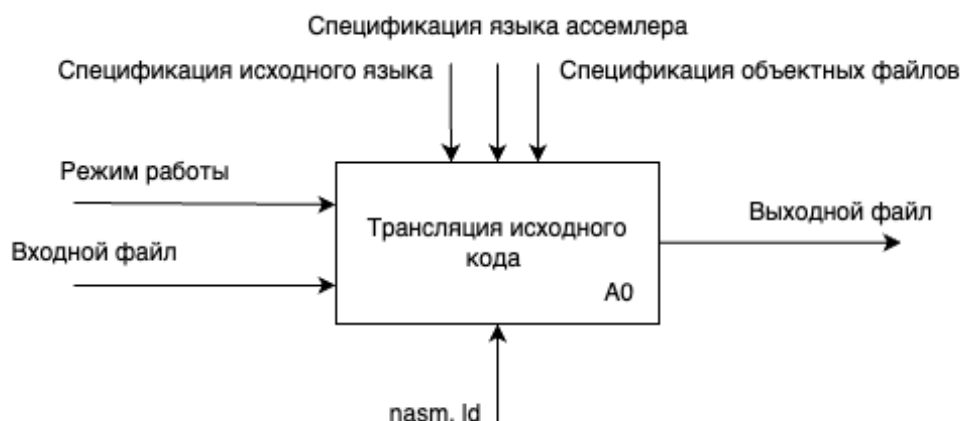 Спецификация языка ассемлера
Спецификация исходного языка
Спецификация объектных файлов
Режим работы
Входной файл
Трансляция исходного
кода
A0
Выходной файл
nasm, ld